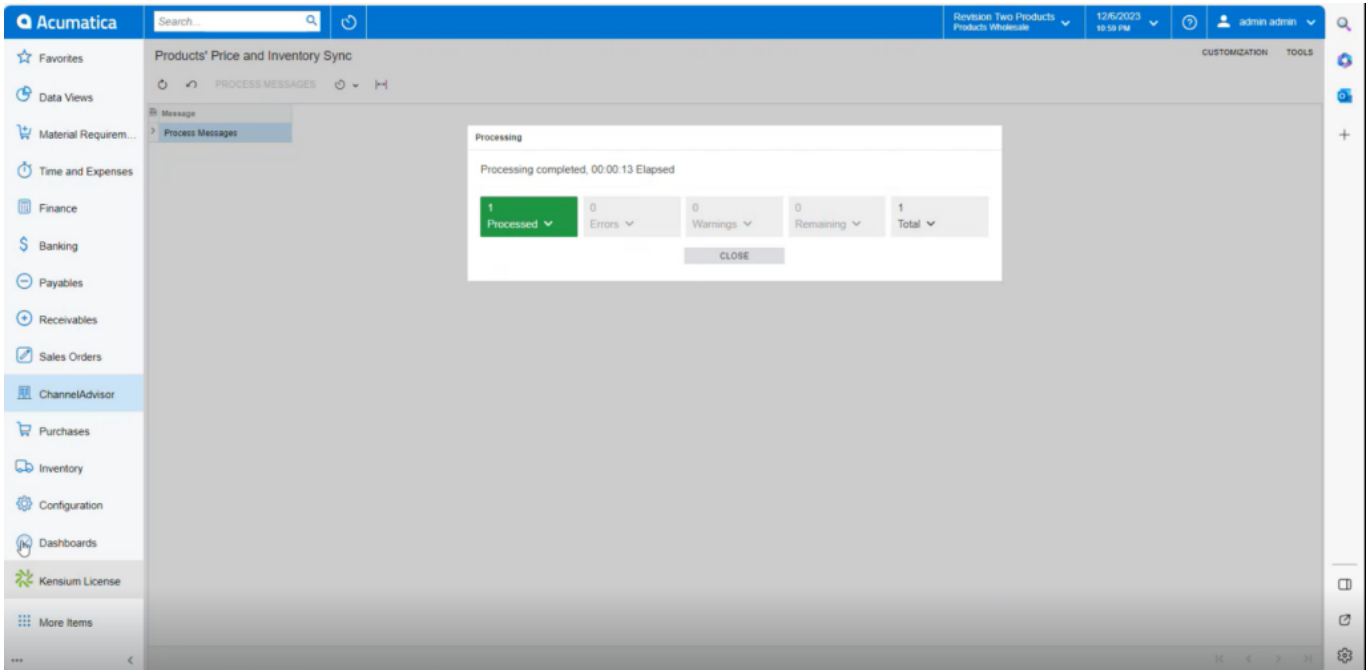 Acumatica
Search...
Revision Two Products
Products Wholesale
12/6/2023
10:59 PM
admin admin
Favorites
Data Views
Material Requirem...
Time and Expenses
Finance
Banking
Payables
Receivables
Sales Orders
ChannelAdvisor
Purchases
Inventory
Configuration
Dashboards
Kensium License
More Items
Products' Price and Inventory Sync
CUSTOMIZATION TOOLS
PROCESS MESSAGES
Message
Process Messages
Processing
Processing completed, 00:00:13 Elapsed
1
Processed
0
Errors
0
Warnings
0
Remaining
1
Total
CLOSE